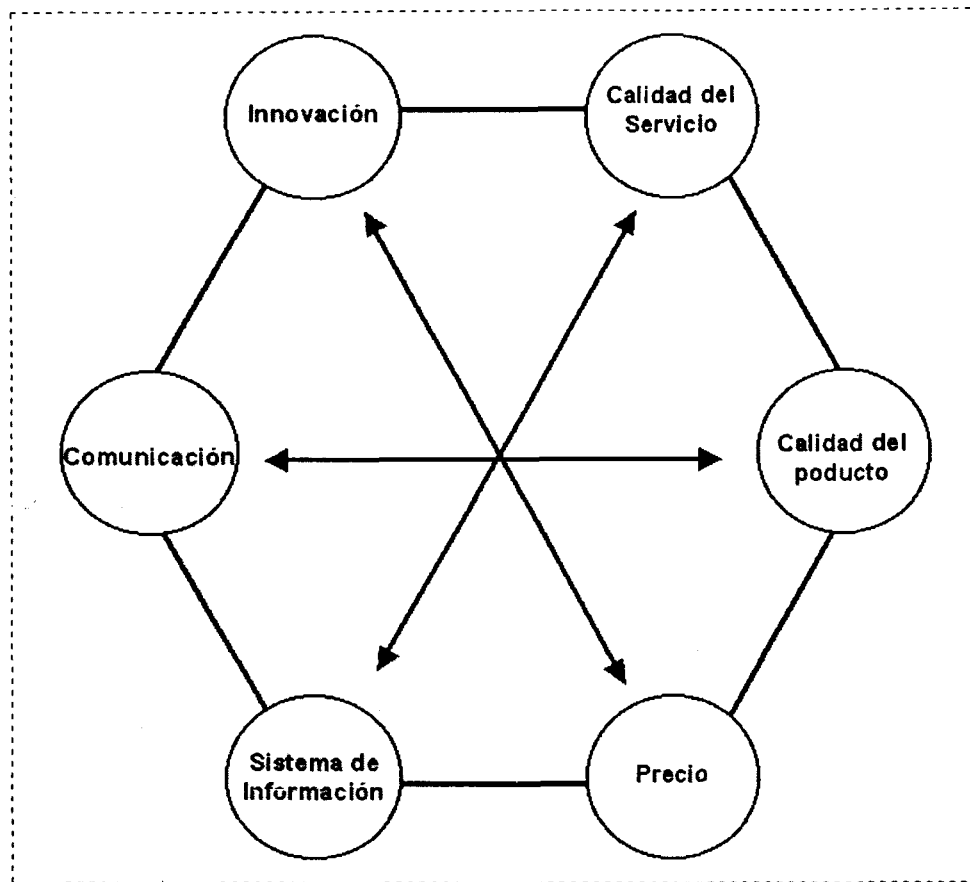 Innovación
Calidad del
Servicio
Comunicación
Calidad del
poducto
Sistema de
Información
Precio